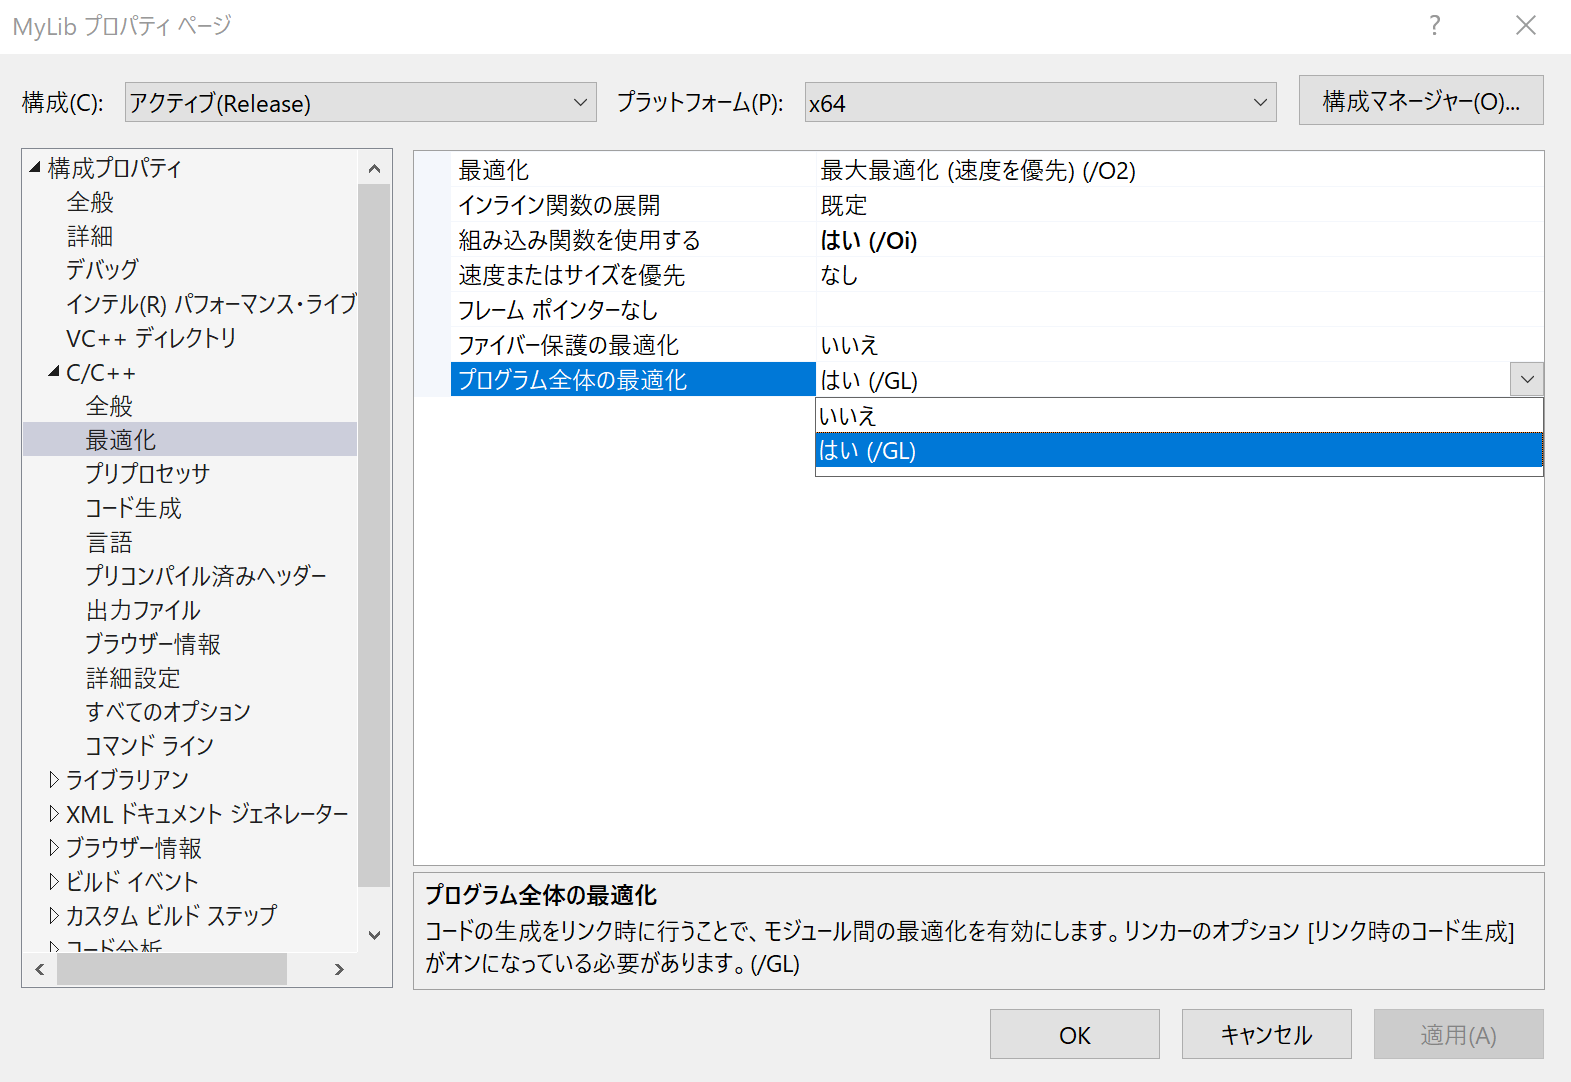 MyLib プロパティ ページ
構成(C): アクティブ(Release) プラットフォーム(P): x64 構成マネージャー(O)...
構成プロパティ
全般
詳細
デバッグ
インテル(R) パフォーマンス・ライブ
VC++ ディレクトリ
C/C++
全般
最適化
プリプロセッサ
コード生成
言語
プリコンパイル済みヘッダー
出力ファイル
ブラウザー情報
詳細設定
すべてのオプション
コマンド ライン
ライブラリアン
XML ドキュメント ジェネレーター
ブラウザー情報
ビルド イベント
カスタム ビルド ステップ
コード分析
最適化 最大最適化 (速度を優先) (/O2)
インライン関数の展開 既定
組み込み関数を使用する はい (/Oi)
速度またはサイズを優先 なし
フレーム ポインターなし
ファイバー保護の最適化 いいえ
プログラム全体の最適化 はい (/GL)
いいえ
はい (/GL)
プログラム全体の最適化
コードの生成をリンク時に行うことで、モジュール間の最適化を有効にします。リンカーのオプション [リンク時のコード生成]
がオンになっている必要があります。(/GL)
OK キャンセル 適用(A)